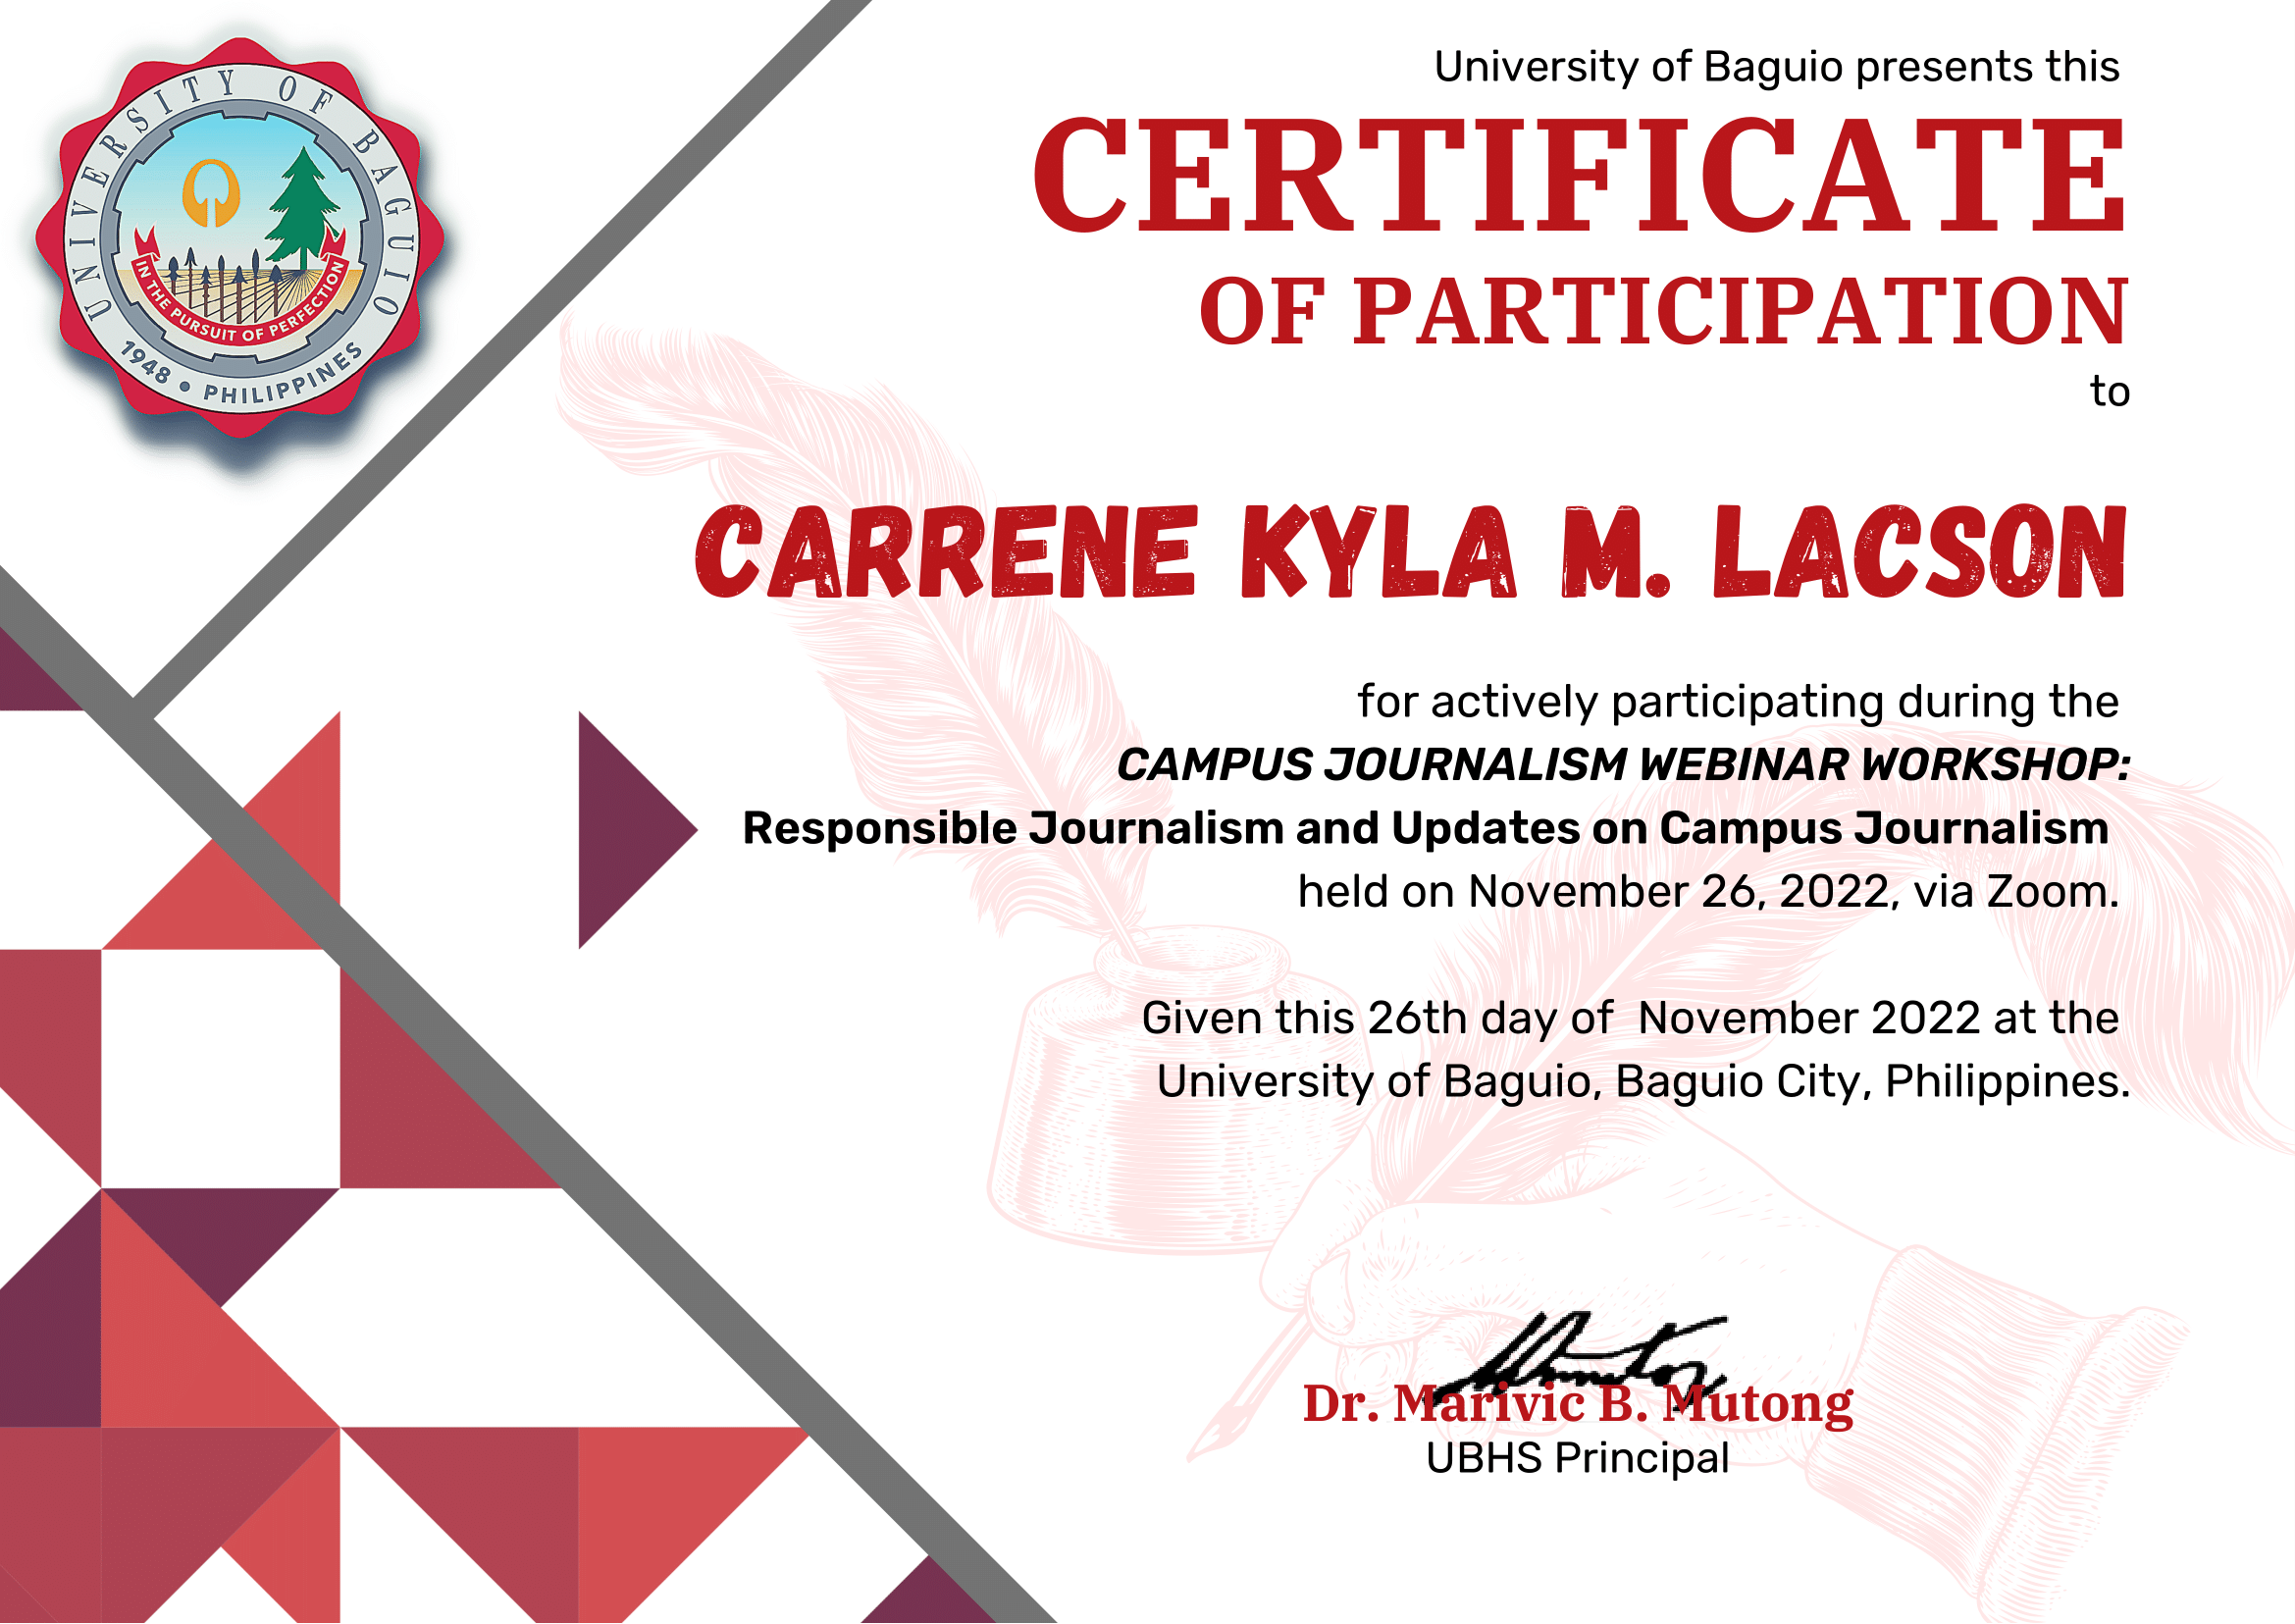 UNIVERSITY OF BAGUIO
IN THE PURSUIT OF PERFECTION
1948 • PHILIPPINES
University of Baguio presents this
CERTIFICATE
OF PARTICIPATION
to
CARRENE KYLA M. LACSON
for actively participating during the
CAMPUS JOURNALISM WEBINAR WORKSHOP:
Responsible Journalism and Updates on Campus Journalism
held on November 26, 2022, via Zoom.
Given this 26th day of  November 2022 at the
University of Baguio, Baguio City, Philippines.
Dr. Marivic B. Mutong
UBHS Principal